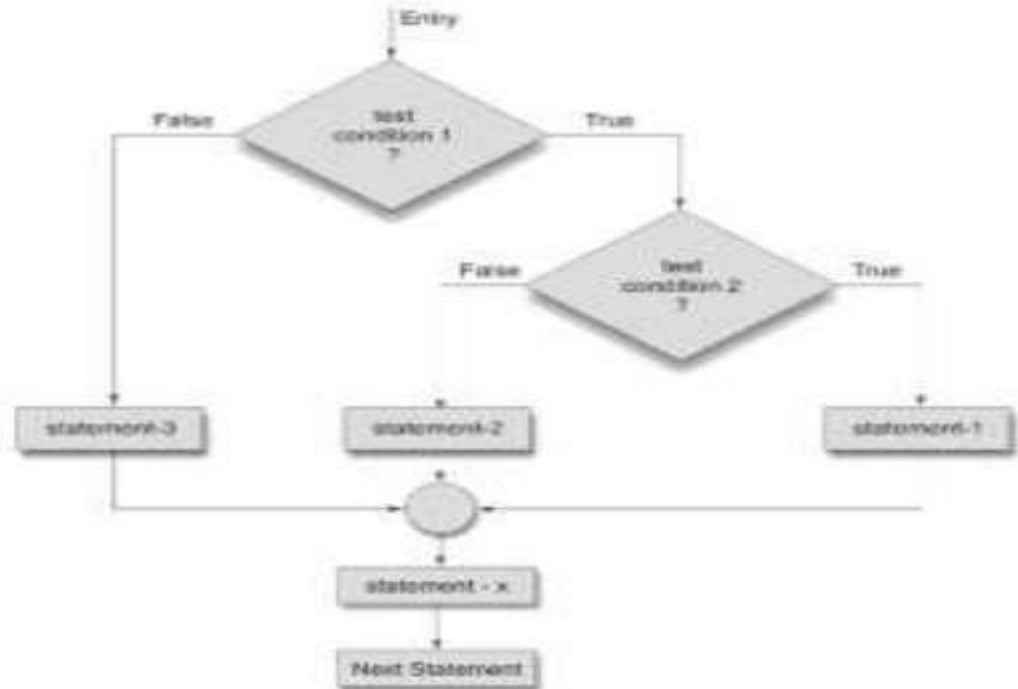 Entry
False
test
condition 1
?
True
False
test
condition 2
?
True
statement-3
statement-2
statement-1
statement - x
Next Statement